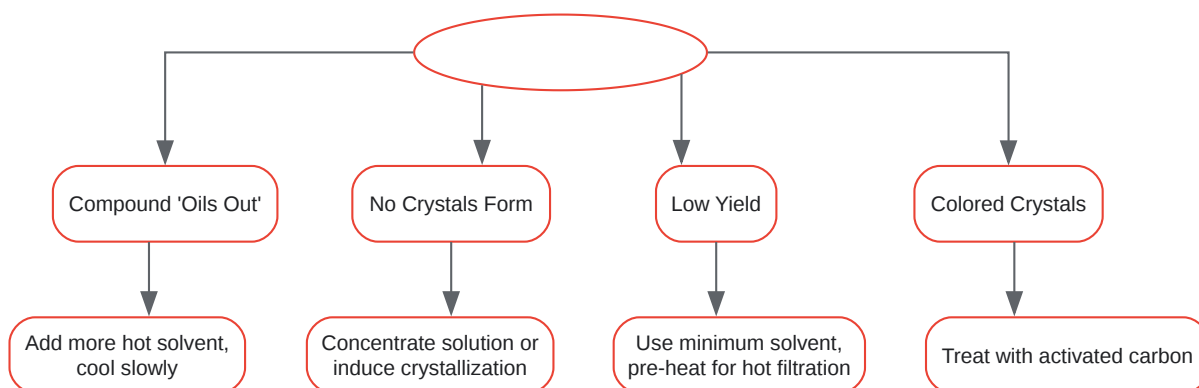 Compound 'Oils Out'
No Crystals Form
Low Yield
Colored Crystals
Add more hot solvent,
cool slowly
Concentrate solution or
induce crystallization
Use minimum solvent,
pre-heat for hot filtration
Treat with activated carbon